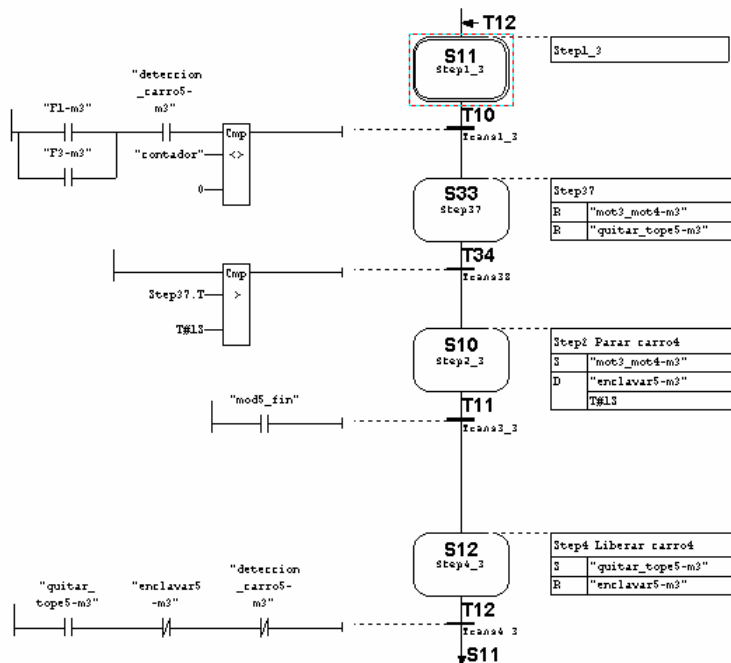 T12
S11
Step1_3
Step1_3
"deteccion
_carro5-
m3"
"F1-m3"
"F3-m3"
Cmp
"contador"
<>
0
T10
Trans1_3
S33
Step37
Step37
R "mot3_mot4-m3"
R "quitar_tope5-m3"
T34
Trans38
Cmp
Step37.T
>
T#1S
S10
Step2_3
Step2 Parar carro4
S "mot3_mot4-m3"
D "enclavar5-m3"
T#1S
"mod5_fin"
T11
Trans3_3
S12
Step4_3
Step4 Liberar carro4
S "quitar_tope5-m3"
R "enclavar5-m3"
"quitar_
tope5-m3"
"enclavar5
-m3"
"deteccion
_carro5-
m3"
T12
Trans4_3
S11